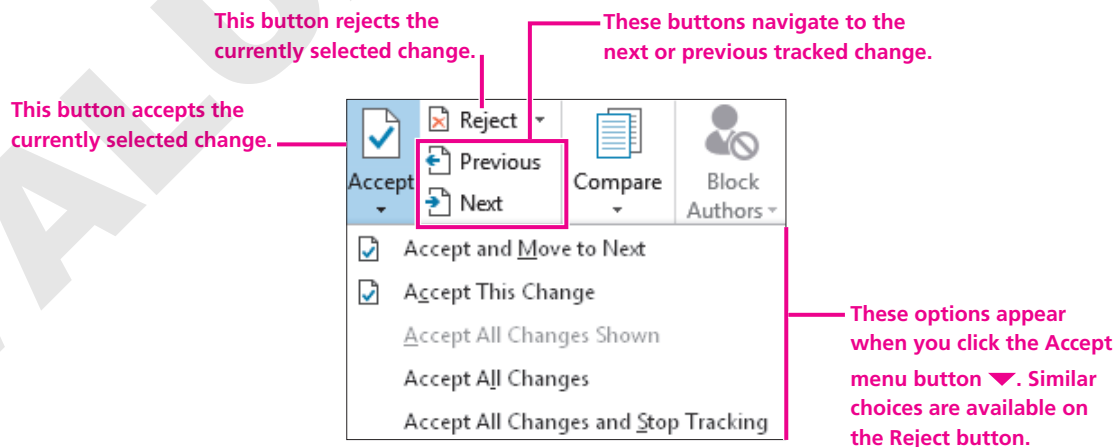 This button rejects the
currently selected change.
These buttons navigate to the
next or previous tracked change.
This button accepts the
currently selected change.
Reject
Previous
Next
Accept
Compare
Block
Authors
Accept and Move to Next
Accept This Change
Accept All Changes Shown
Accept All Changes
Accept All Changes and Stop Tracking
These options appear
when you click the Accept
menu button ▼. Similar
choices are available on
the Reject button.